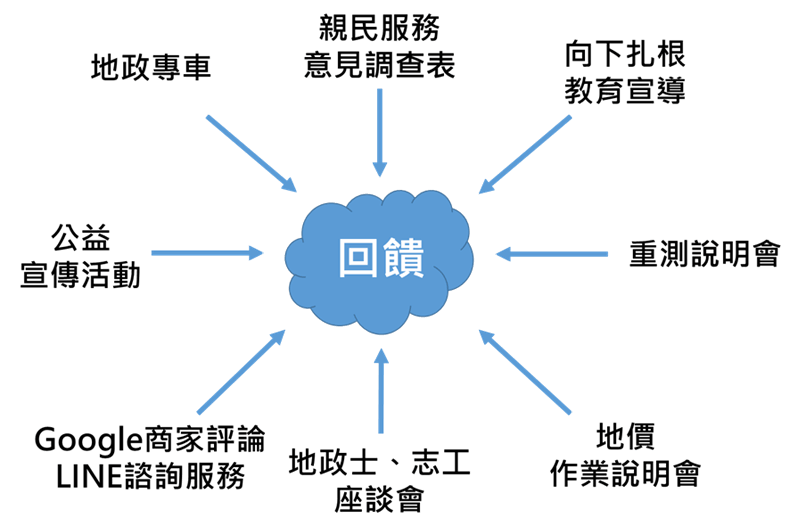 親民服務
意見調查表
地政專車
向下扎根
教育宣導
公益
宣傳活動
回饋
重測說明會
Google商家評論
LINE諮詢服務
地政士、志工
座談會
地價
作業說明會